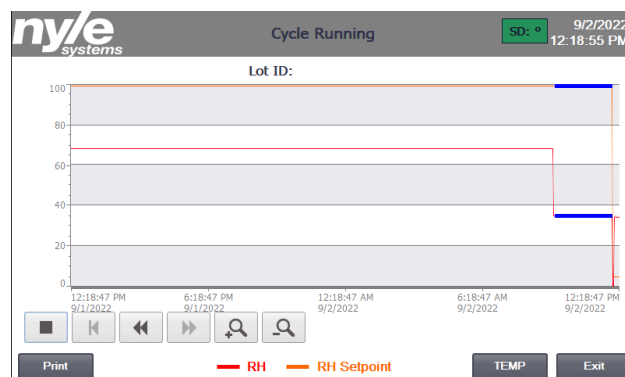 nyle
systems
Cycle Running
SD: º
9/2/2022
12:18:55 PM
Lot ID:
100
80
60
40
20
0
12:18:47 PM
9/1/2022
6:18:47 PM
9/1/2022
12:18:47 AM
9/2/2022
6:18:47 AM
9/2/2022
12:18:47 PM
9/2/2022
Print
RH
RH Setpoint
TEMP
Exit